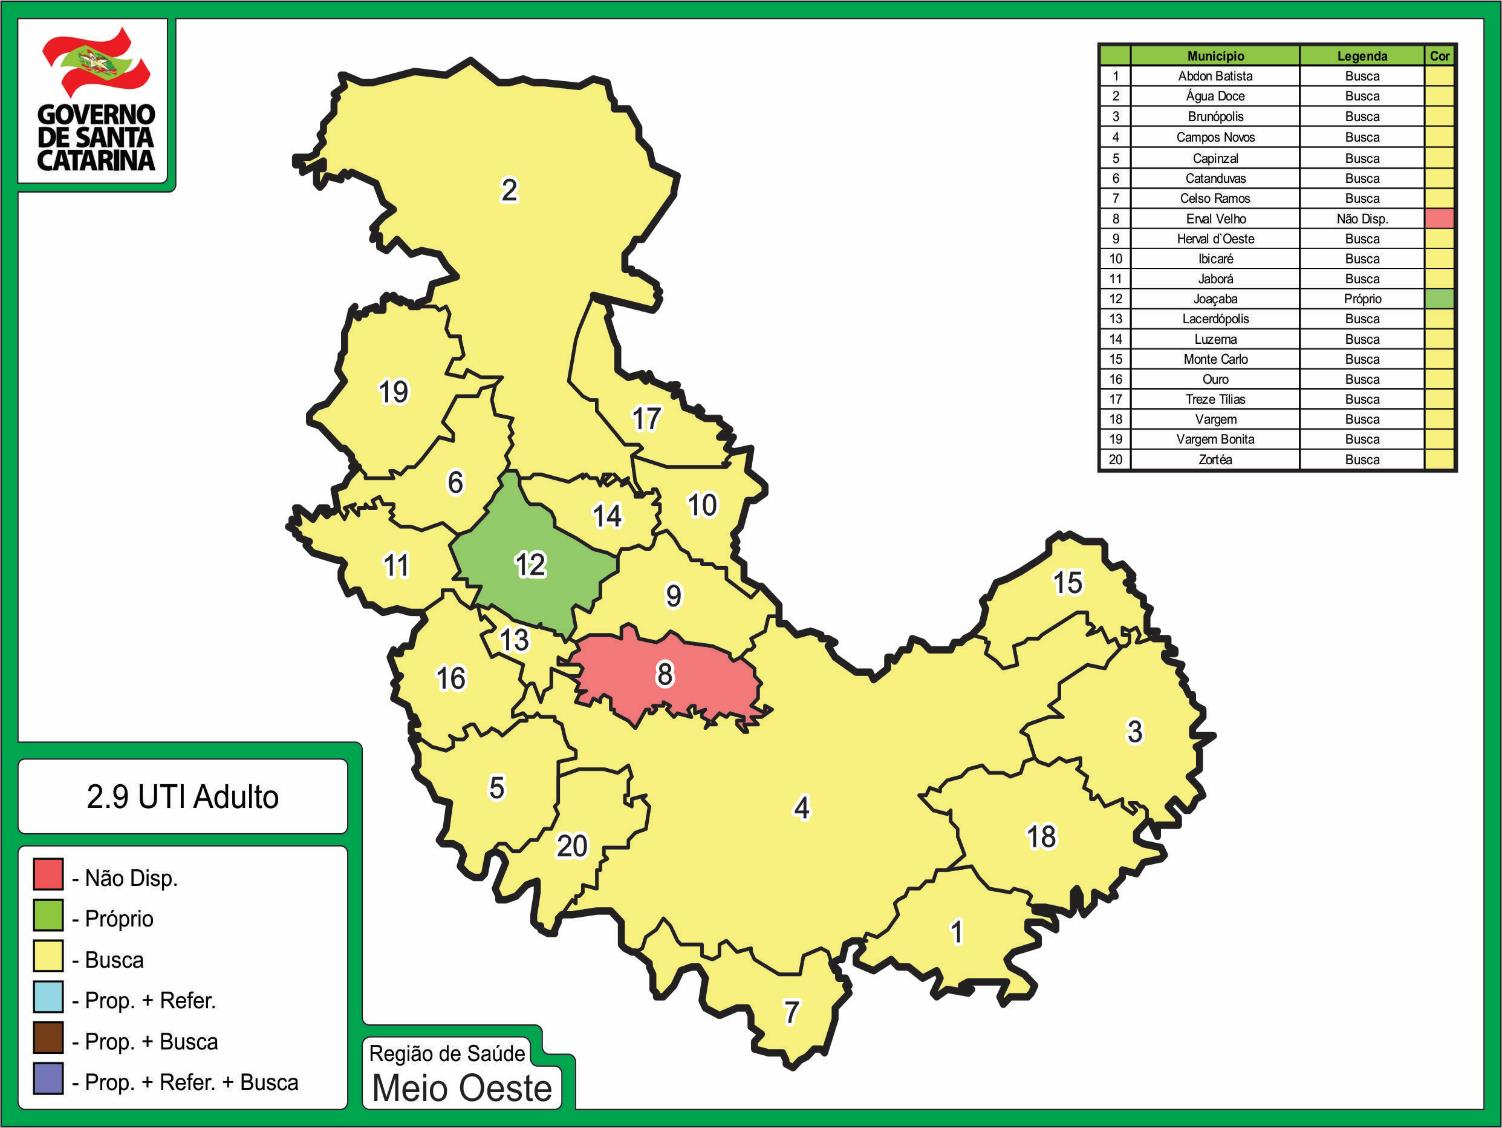 GOVERNO
DE SANTA
CATARINA
Município Legenda Cor
1 Abdon Batista Busca
2 Água Doce Busca
3 Brunópolis Busca
4 Campos Novos Busca
5 Capinzal Busca
6 Catanduvas Busca
7 Celso Ramos Busca
8 Erval Velho Não Disp.
9 Herval d`Oeste Busca
10 Ibicaré Busca
11 Jaborá Busca
12 Joaçaba Próprio
13 Lacerdópolis Busca
14 Luzerna Busca
15 Monte Carlo Busca
16 Ouro Busca
17 Treze Tílias Busca
18 Vargem Busca
19 Vargem Bonita Busca
20 Zortéa Busca
2
19
17
6
10
14
12
11
15
9
13
8
16
3
5
4
18
20
1
7
2.9 UTI Adulto
- Não Disp.
- Próprio
- Busca
- Prop. + Refer.
- Prop. + Busca
- Prop. + Refer. + Busca
Região de Saúde
Meio Oeste